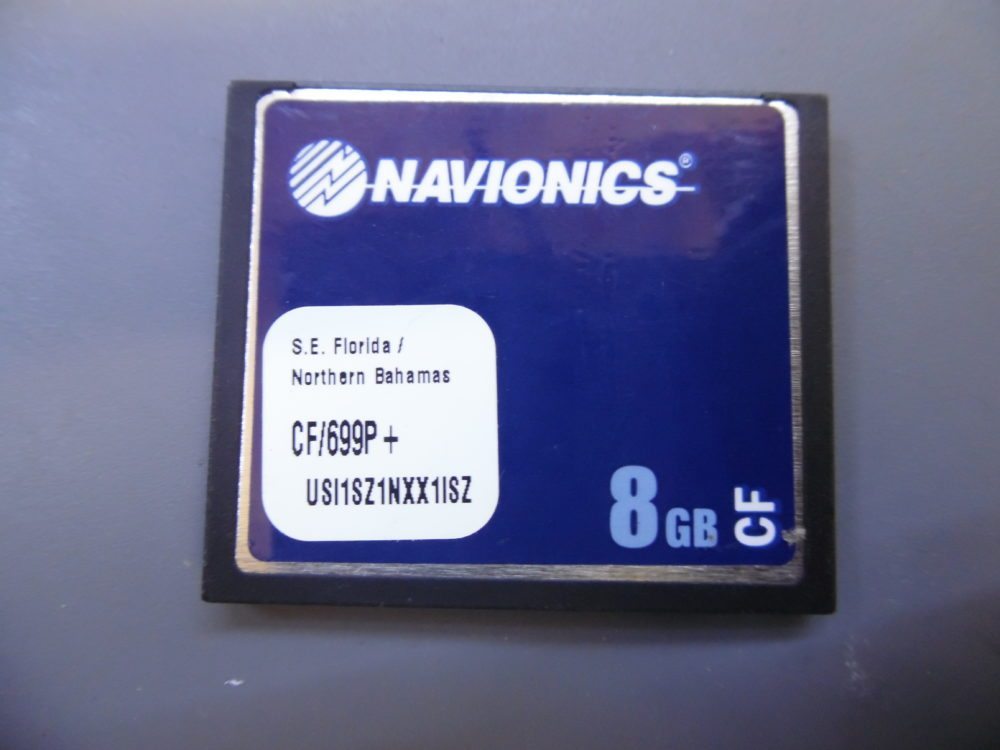 NAVIONICS®
S.E. Florida /
Northern Bahamas
CF/699P+
USI1SZ1NXX1ISZ
8GB CF